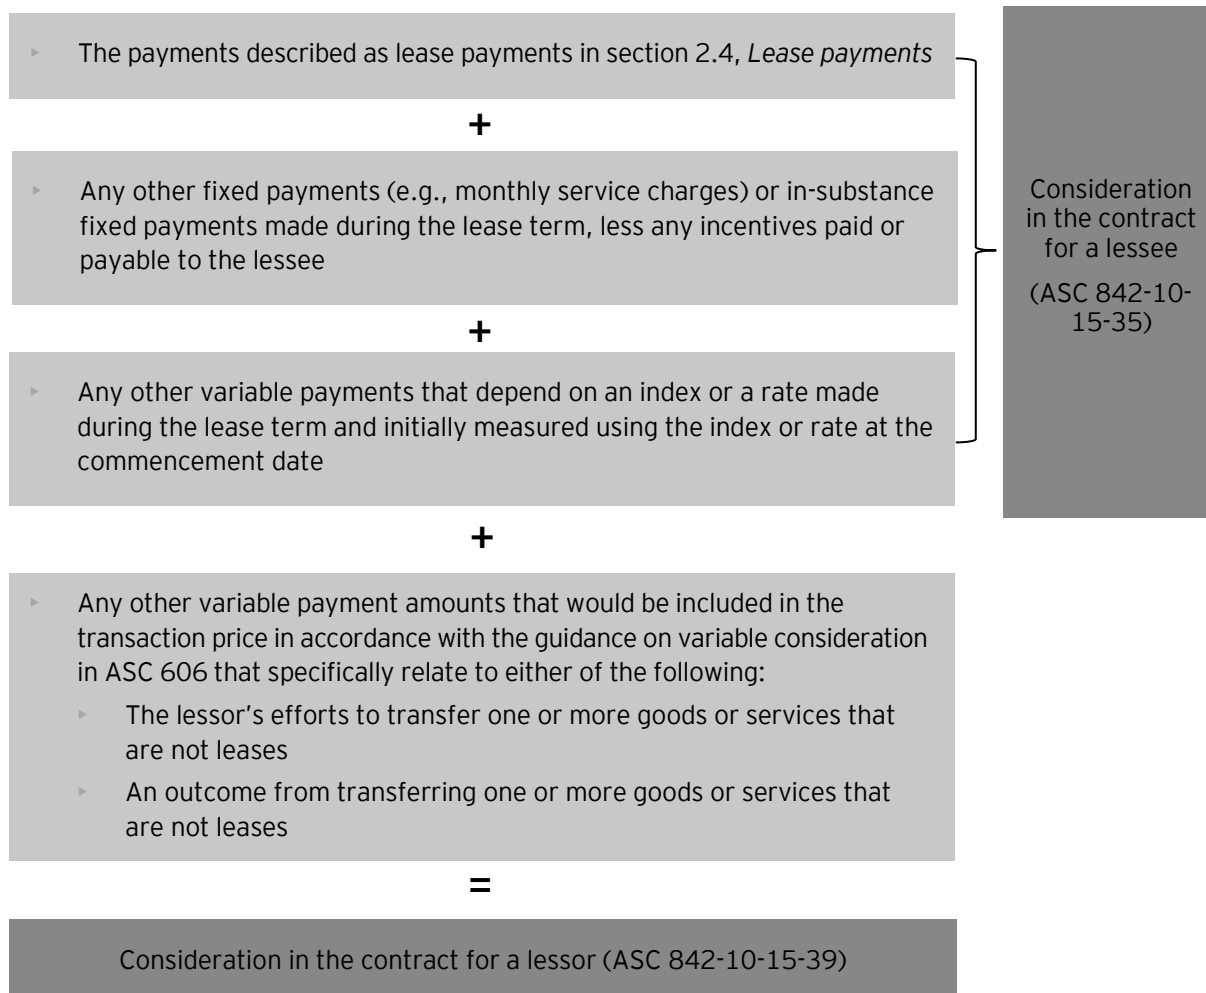 The payments described as lease payments in section 2.4, Lease payments
+
Any other fixed payments (e.g., monthly service charges) or in-substance
fixed payments made during the lease term, less any incentives paid or
payable to the lessee
+
Any other variable payments that depend on an index or a rate made
during the lease term and initially measured using the index or rate at the
commencement date
Consideration
in the contract
for a lessee
(ASC 842-10-
15-35)
+
Any other variable payment amounts that would be included in the
transaction price in accordance with the guidance on variable consideration
in ASC 606 that specifically relate to either of the following:
The lessor’s efforts to transfer one or more goods or services that
are not leases
An outcome from transferring one or more goods or services that
are not leases
=
Consideration in the contract for a lessor (ASC 842-10-15-39)